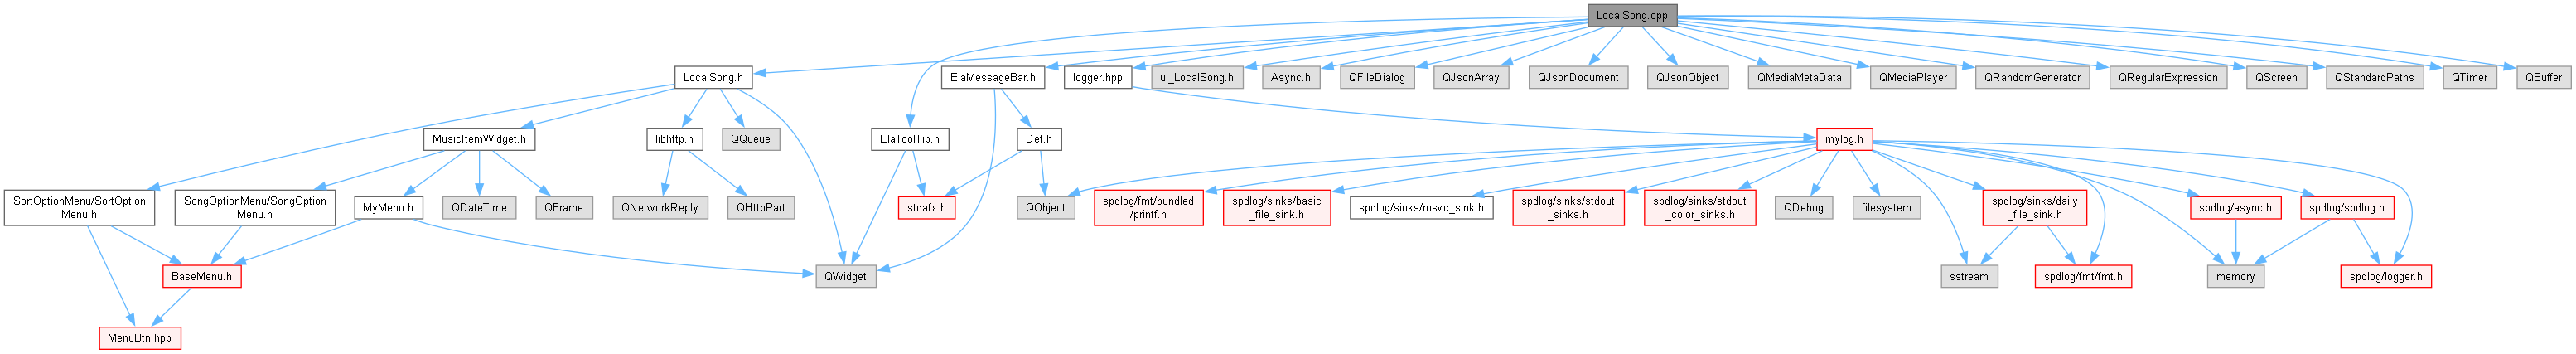 LocalSong.cpp
LocalSong.h
ElaMessageBar.h
logger.hpp
ui_LocalSong.h
Async.h
QFileDialog
QJsonArray
QJsonDocument
QJsonObject
QMediaMetaData
QMediaPlayer
QRandomGenerator
QRegularExpression
QScreen
QStandardPaths
QTimer
QBuffer
MusicItemWidget.h
libhttp.h
QQueue
ElaToolTip.h
Def.h
mylog.h
SortOptionMenu/SortOption
Menu.h
SongOptionMenu/SongOption
Menu.h
MyMenu.h
QDateTime
QFrame
QNetworkReply
QHttpPart
stdafx.h
QObject
spdlog/fmt/bundled
/printf.h
spdlog/sinks/basic
_file_sink.h
spdlog/sinks/msvc_sink.h
spdlog/sinks/stdout
_sinks.h
spdlog/sinks/stdout
_color_sinks.h
QDebug
filesystem
spdlog/sinks/daily
_file_sink.h
spdlog/async.h
spdlog/spdlog.h
BaseMenu.h
QWidget
sstream
spdlog/fmt/fmt.h
memory
spdlog/logger.h
MenuBtn.hpp